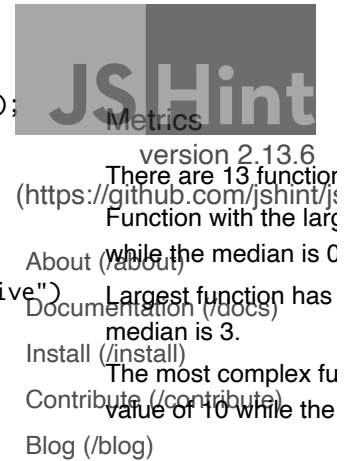 );
JSHint
Metrics
version 2.13.6
There are 13 function
(https://github.com/jshint/js
Function with the larg
while the median is 0
About (/about)
ive")
Largest function has
Documentation (/docs)
median is 3.
Install (/install)
The most complex fu
Contribute (/contribute)
value of 10 while the
Blog (/blog)